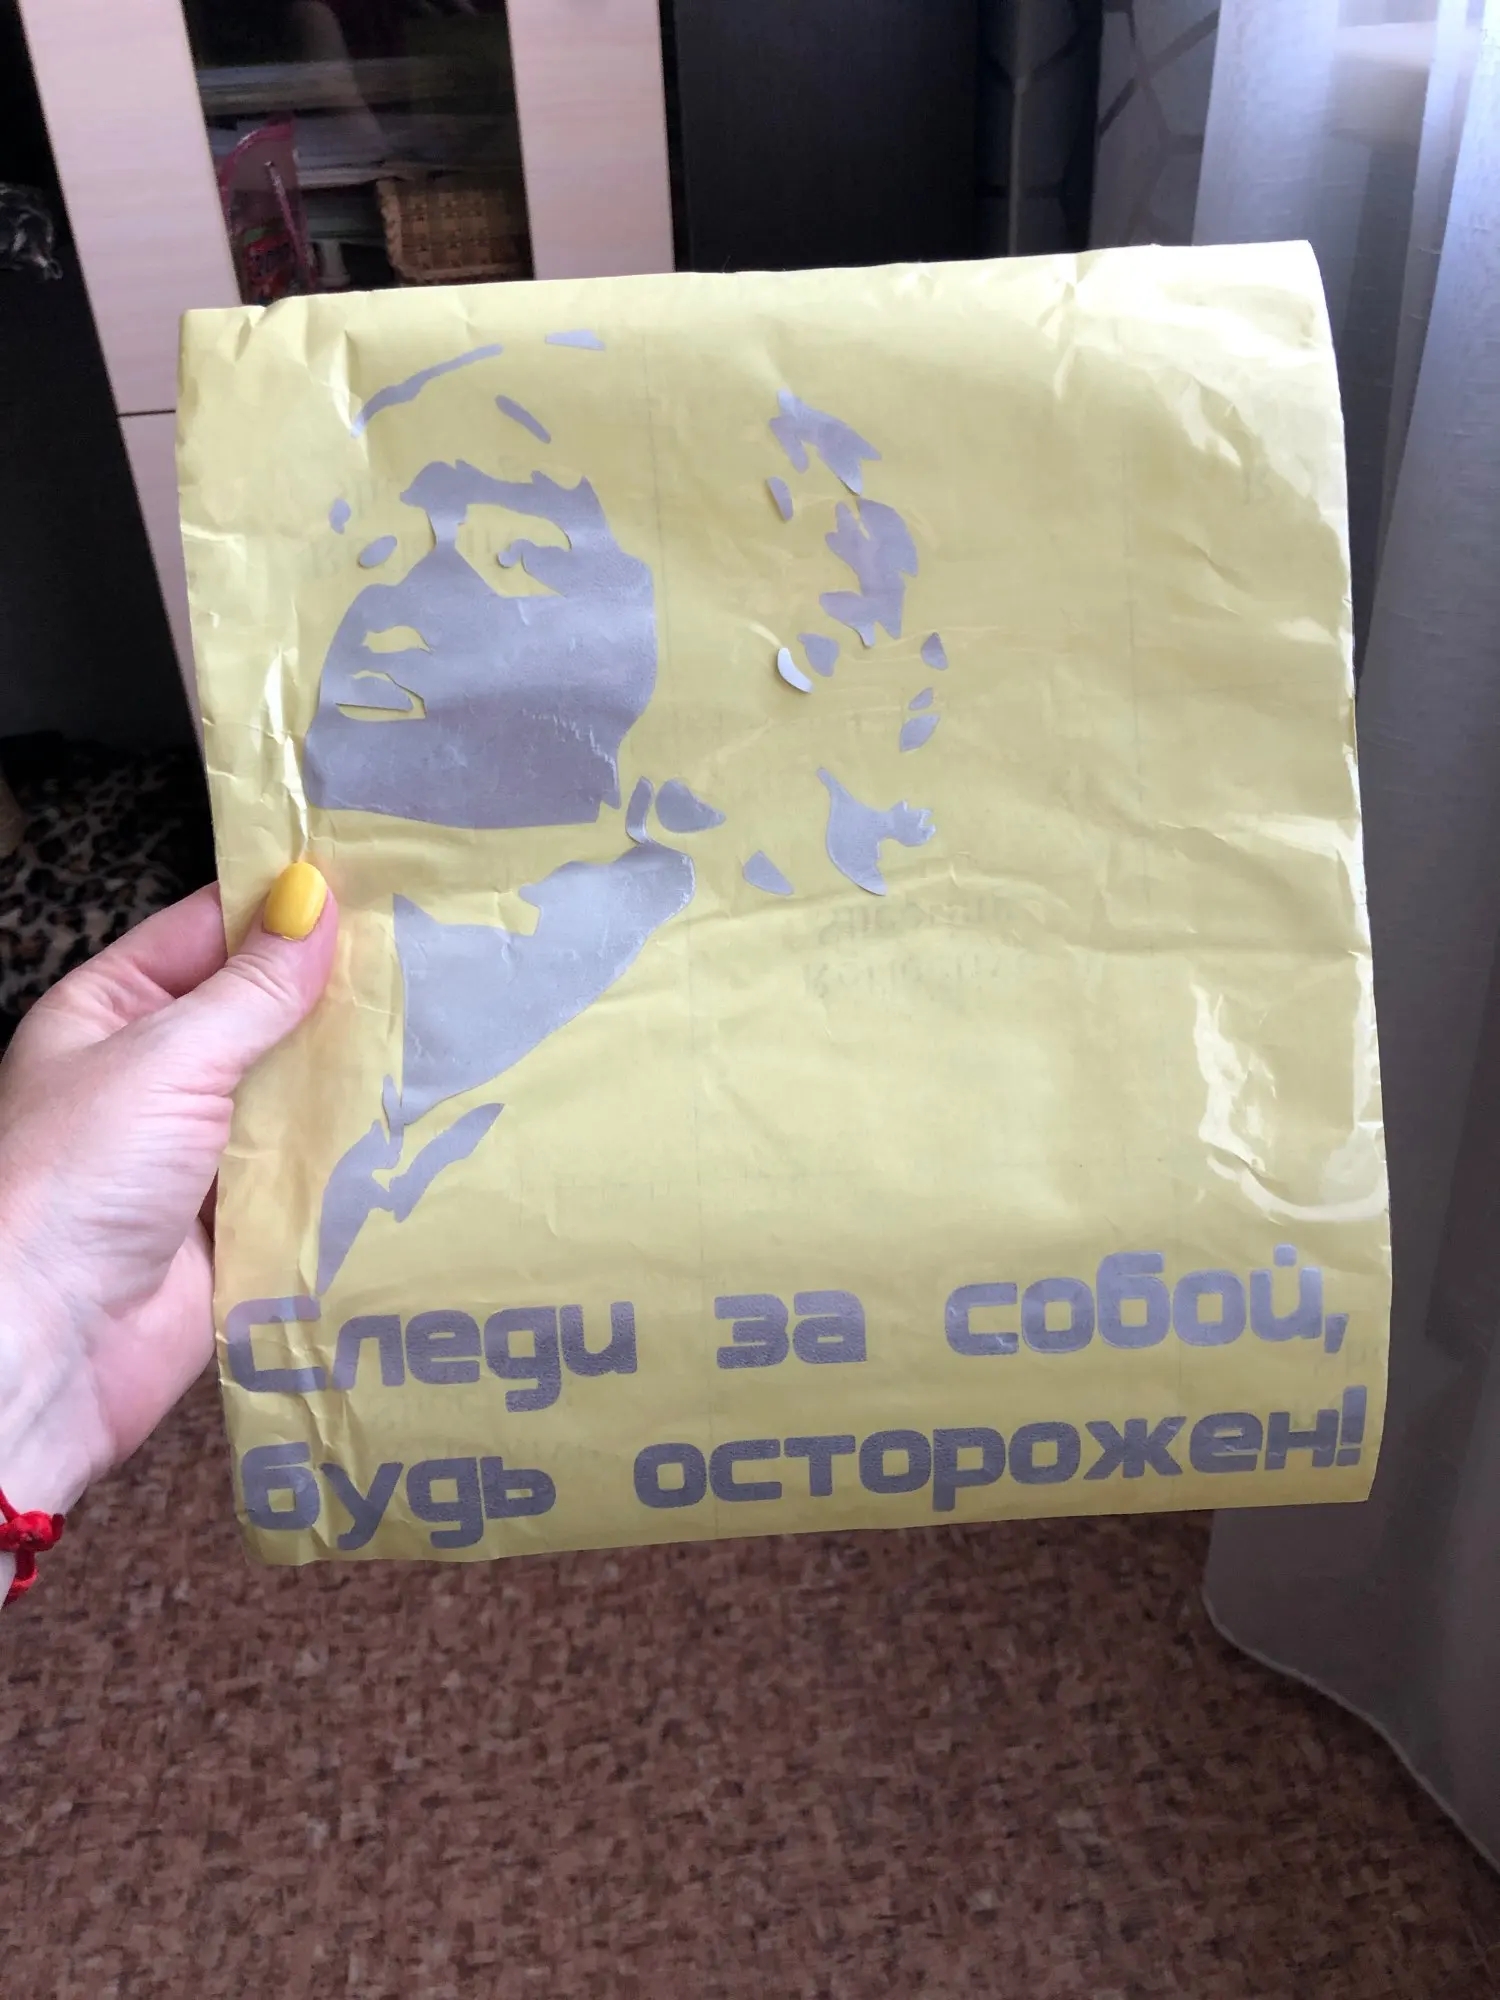 Следи за собой,
будь осторожен!